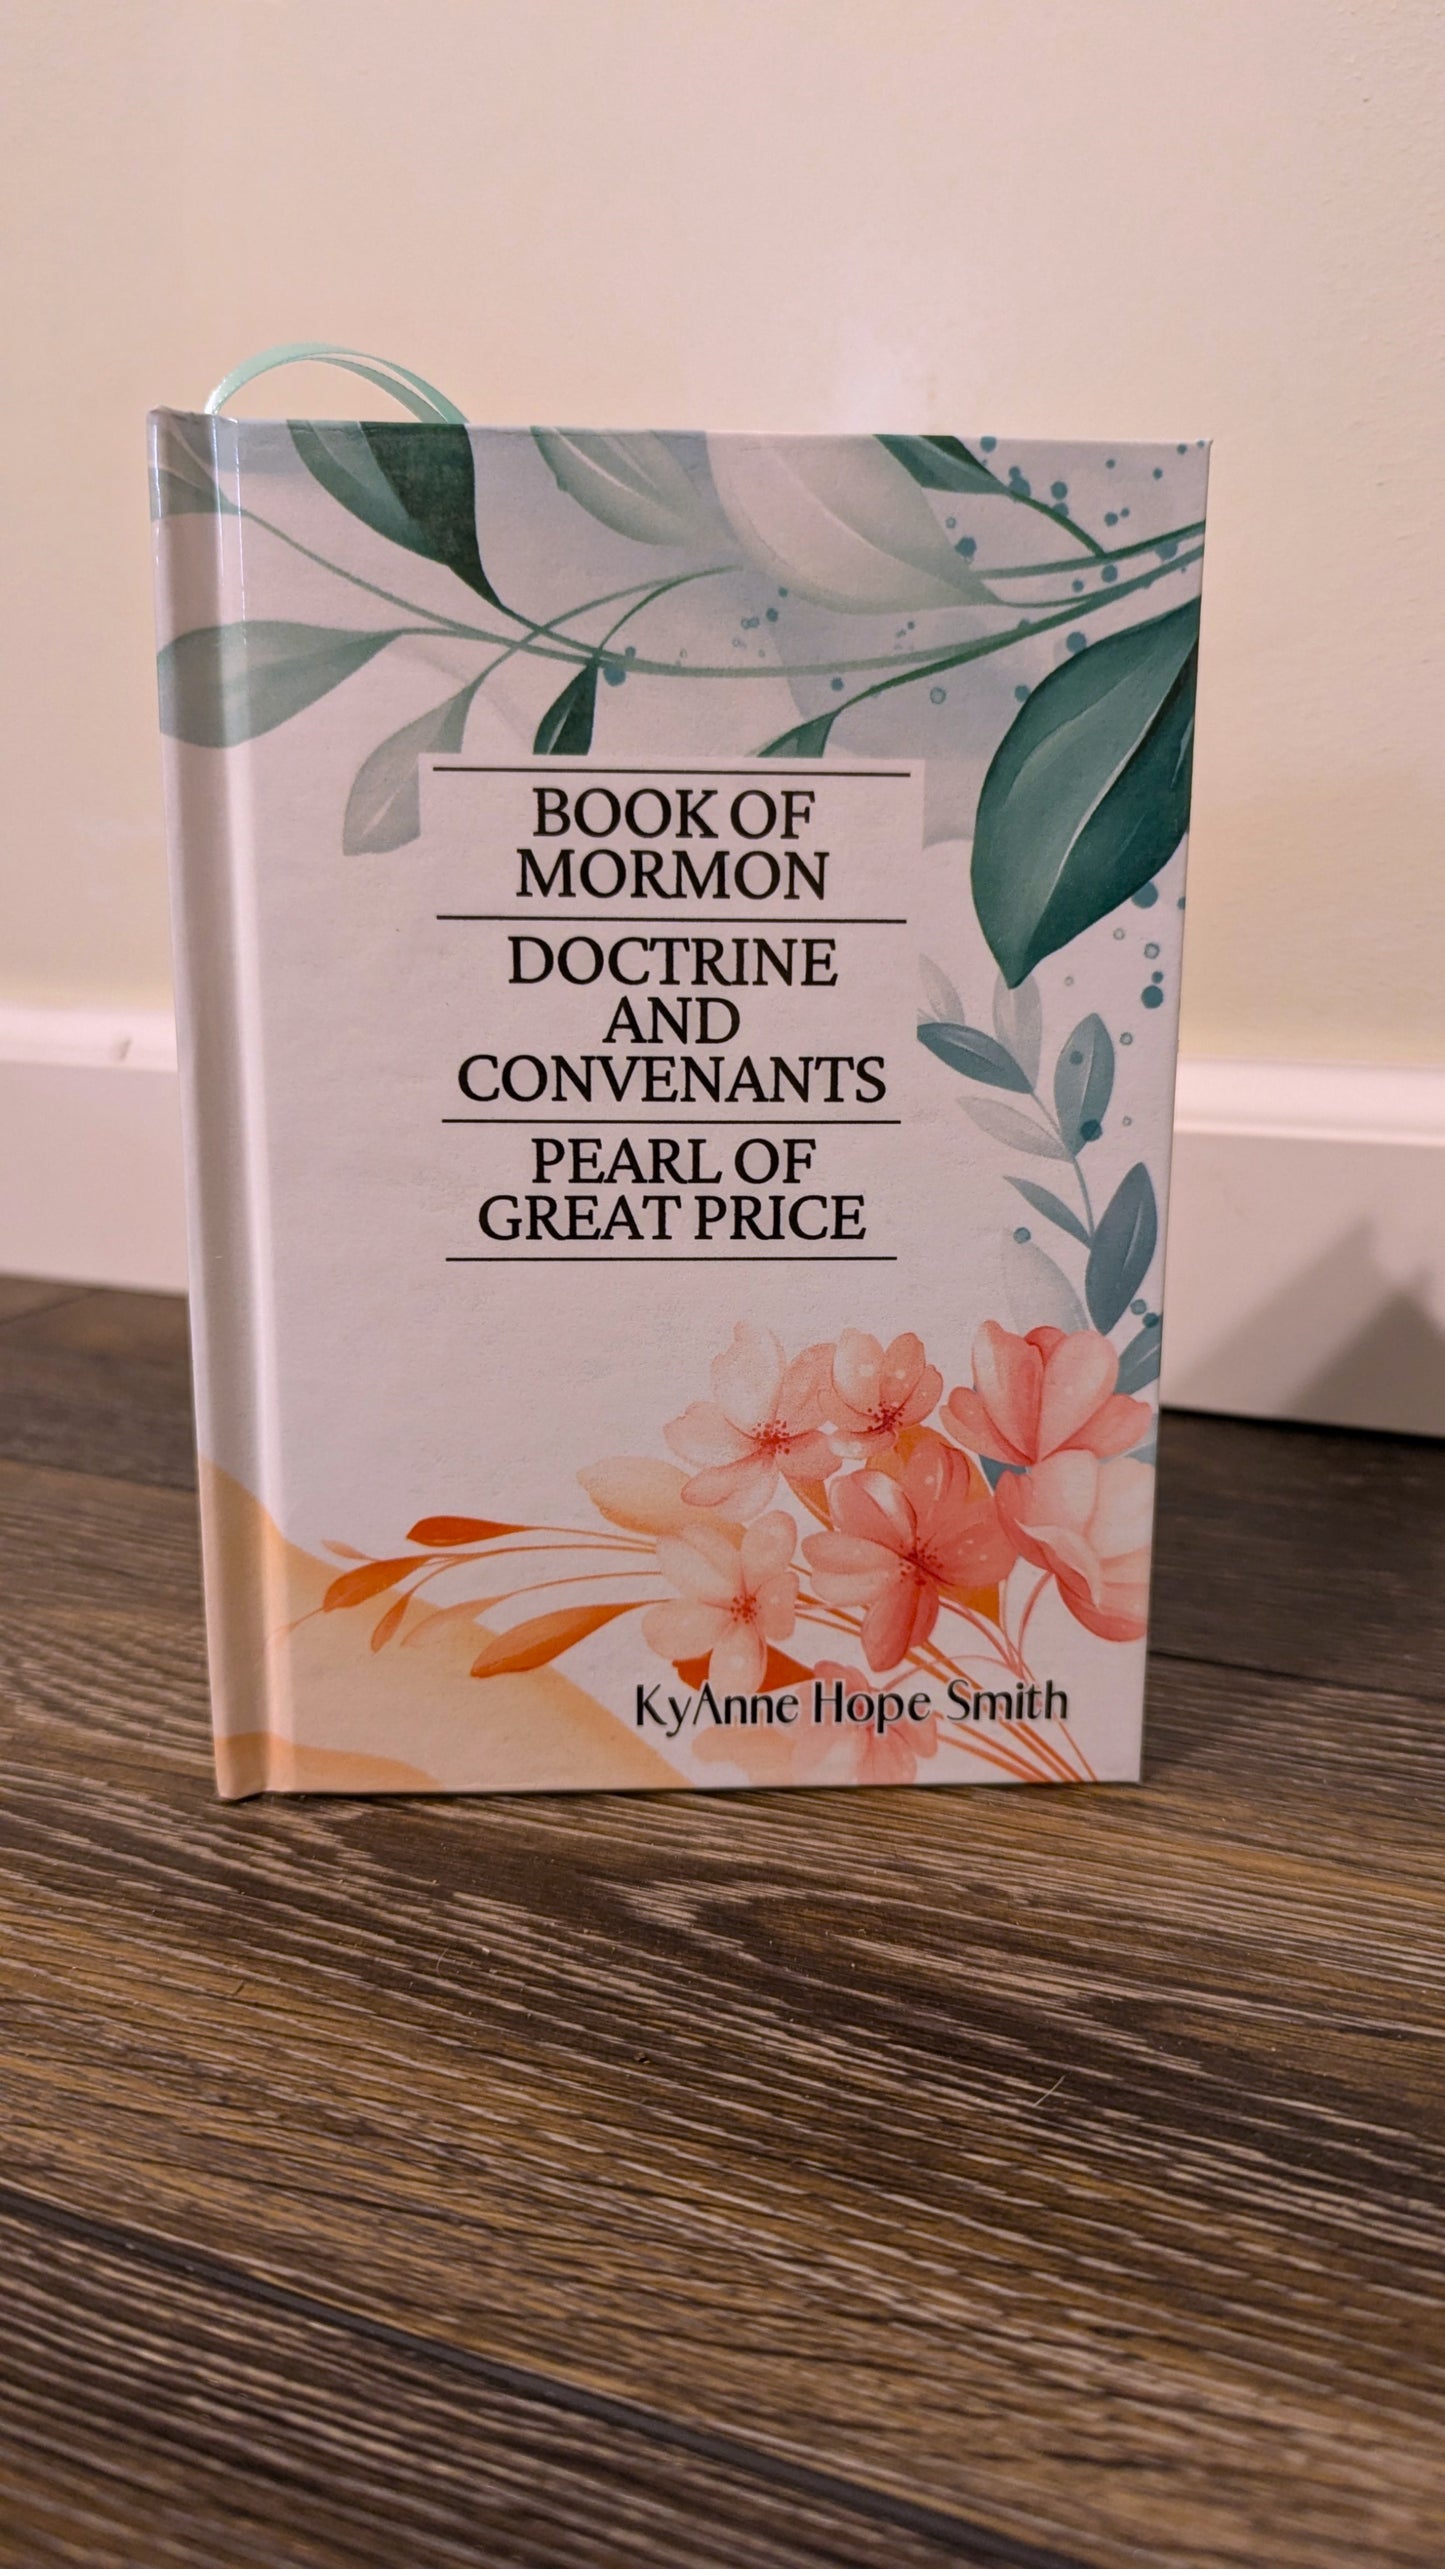 BOOK OF
MORMON
DOCTRINE
AND
CONVENANTS
PEARL OF
GREAT PRICE
KyAnne Hope Smith